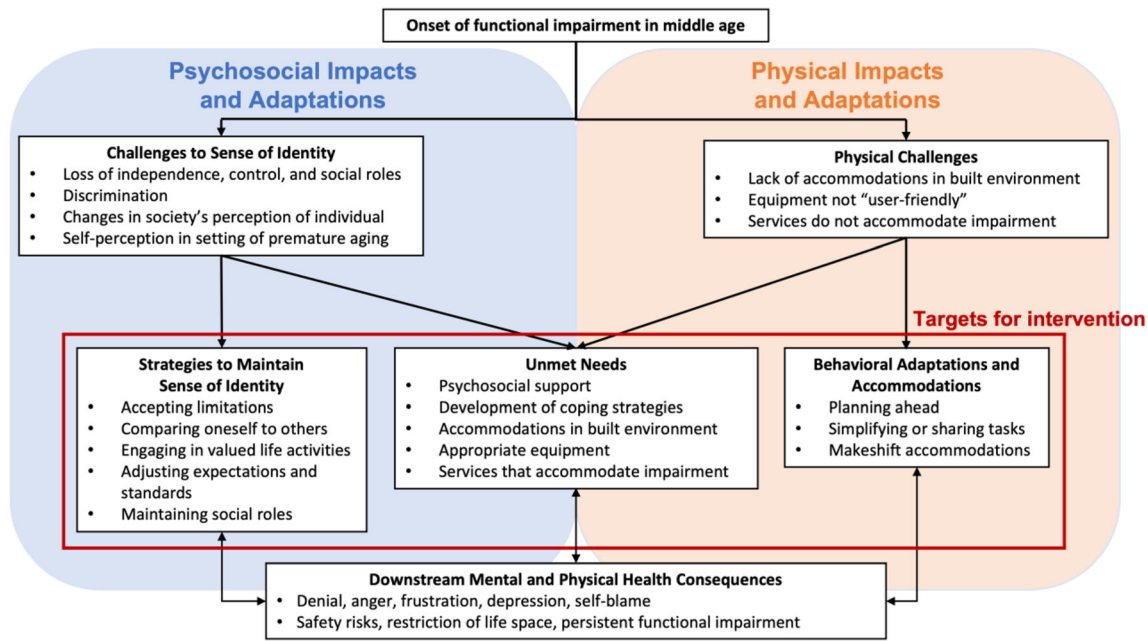 Onset of functional impairment in middle age
Psychosocial Impacts
and Adaptations
Physical Impacts
and Adaptations
Challenges to Sense of Identity
• Loss of independence, control, and social roles
• Discrimination
• Changes in society’s perception of individual
• Self-perception in setting of premature aging
Physical Challenges
• Lack of accommodations in built environment
• Equipment not “user-friendly”
• Services do not accommodate impairment
Targets for intervention
Strategies to Maintain
Sense of Identity
• Accepting limitations
• Comparing oneself to others
• Engaging in valued life activities
• Adjusting expectations and
standards
• Maintaining social roles
Unmet Needs
• Psychosocial support
• Development of coping strategies
• Accommodations in built environment
• Appropriate equipment
• Services that accommodate impairment
Behavioral Adaptations and
Accommodations
• Planning ahead
• Simplifying or sharing tasks
• Makeshift accommodations
Downstream Mental and Physical Health Consequences
• Denial, anger, frustration, depression, self-blame
• Safety risks, restriction of life space, persistent functional impairment